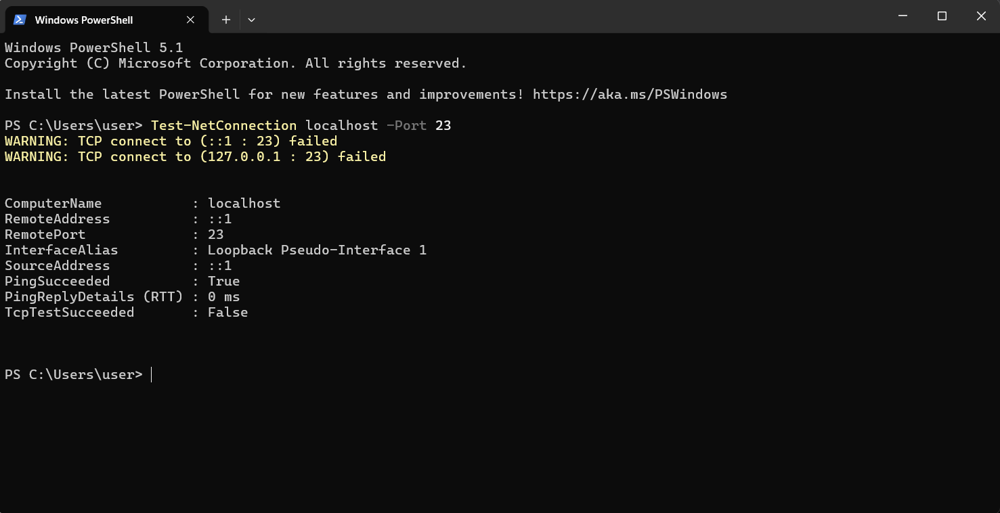 Windows PowerShell
Windows PowerShell 5.1
Copyright (C) Microsoft Corporation. All rights reserved.
Install the latest PowerShell for new features and improvements! https://aka.ms/PSWindows
PS C:\Users\user> Test-NetConnection localhost -Port 23
WARNING: TCP connect to (::1 : 23) failed
WARNING: TCP connect to (127.0.0.1 : 23) failed
ComputerName           : localhost
RemoteAddress          : ::1
RemotePort             : 23
InterfaceAlias         : Loopback Pseudo-Interface 1
SourceAddress          : ::1
PingSucceeded          : True
PingReplyDetails (RTT) : 0 ms
TcpTestSucceeded       : False
PS C:\Users\user>